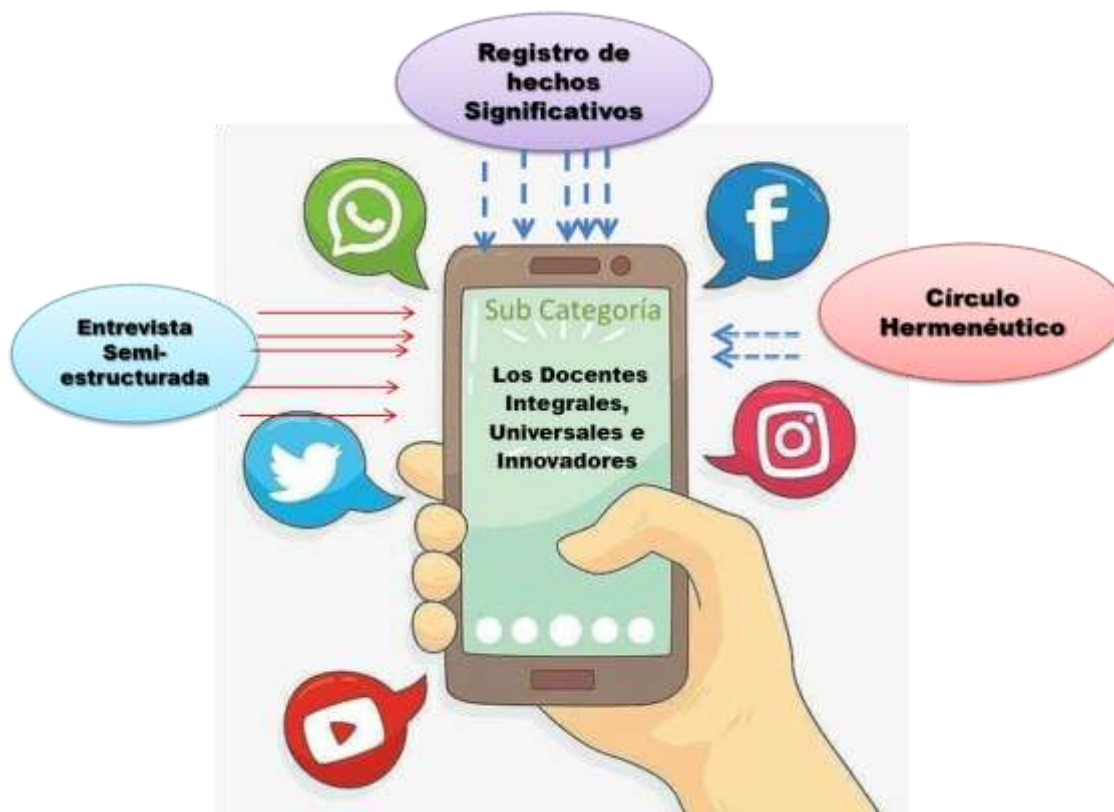 Registro de
hechos
Significativos
Entrevista
Semi-
estructurada
Sub Categoría
Los Docentes
Integrales,
Universales e
Innovadores
Círculo
Hermenéutico